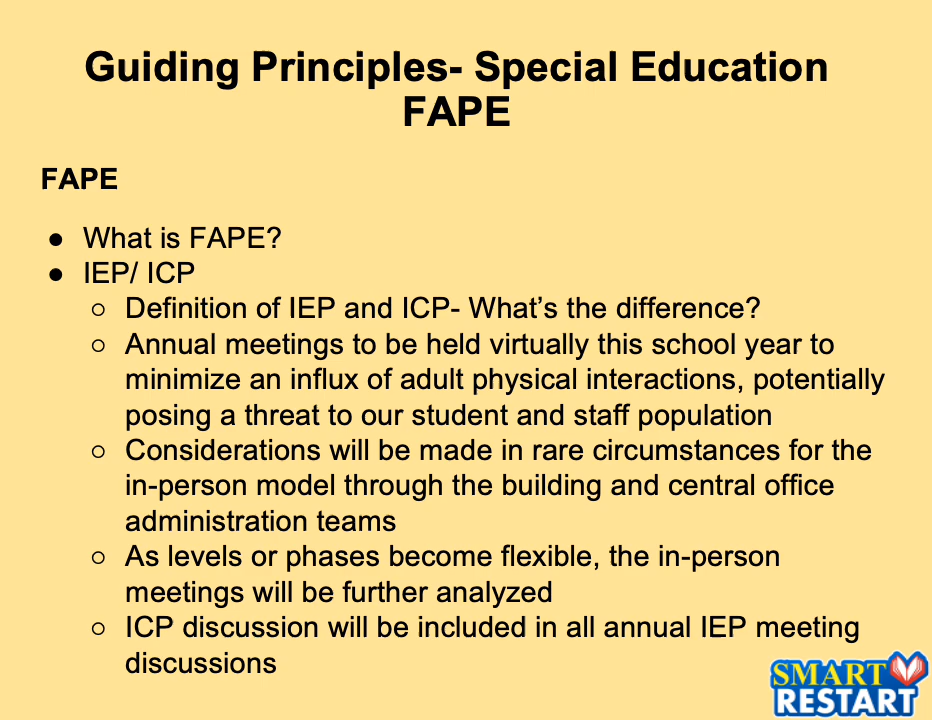 Guiding Principles- Special Education
FAPE
FAPE
● What is FAPE?
● IEP/ ICP
○ Definition of IEP and ICP- What’s the difference?
○ Annual meetings to be held virtually this school year to
minimize an influx of adult physical interactions, potentially
posing a threat to our student and staff population
○ Considerations will be made in rare circumstances for the
in-person model through the building and central office
administration teams
○ As levels or phases become flexible, the in-person
meetings will be further analyzed
○ ICP discussion will be included in all annual IEP meeting
discussions
SMART
RESTART